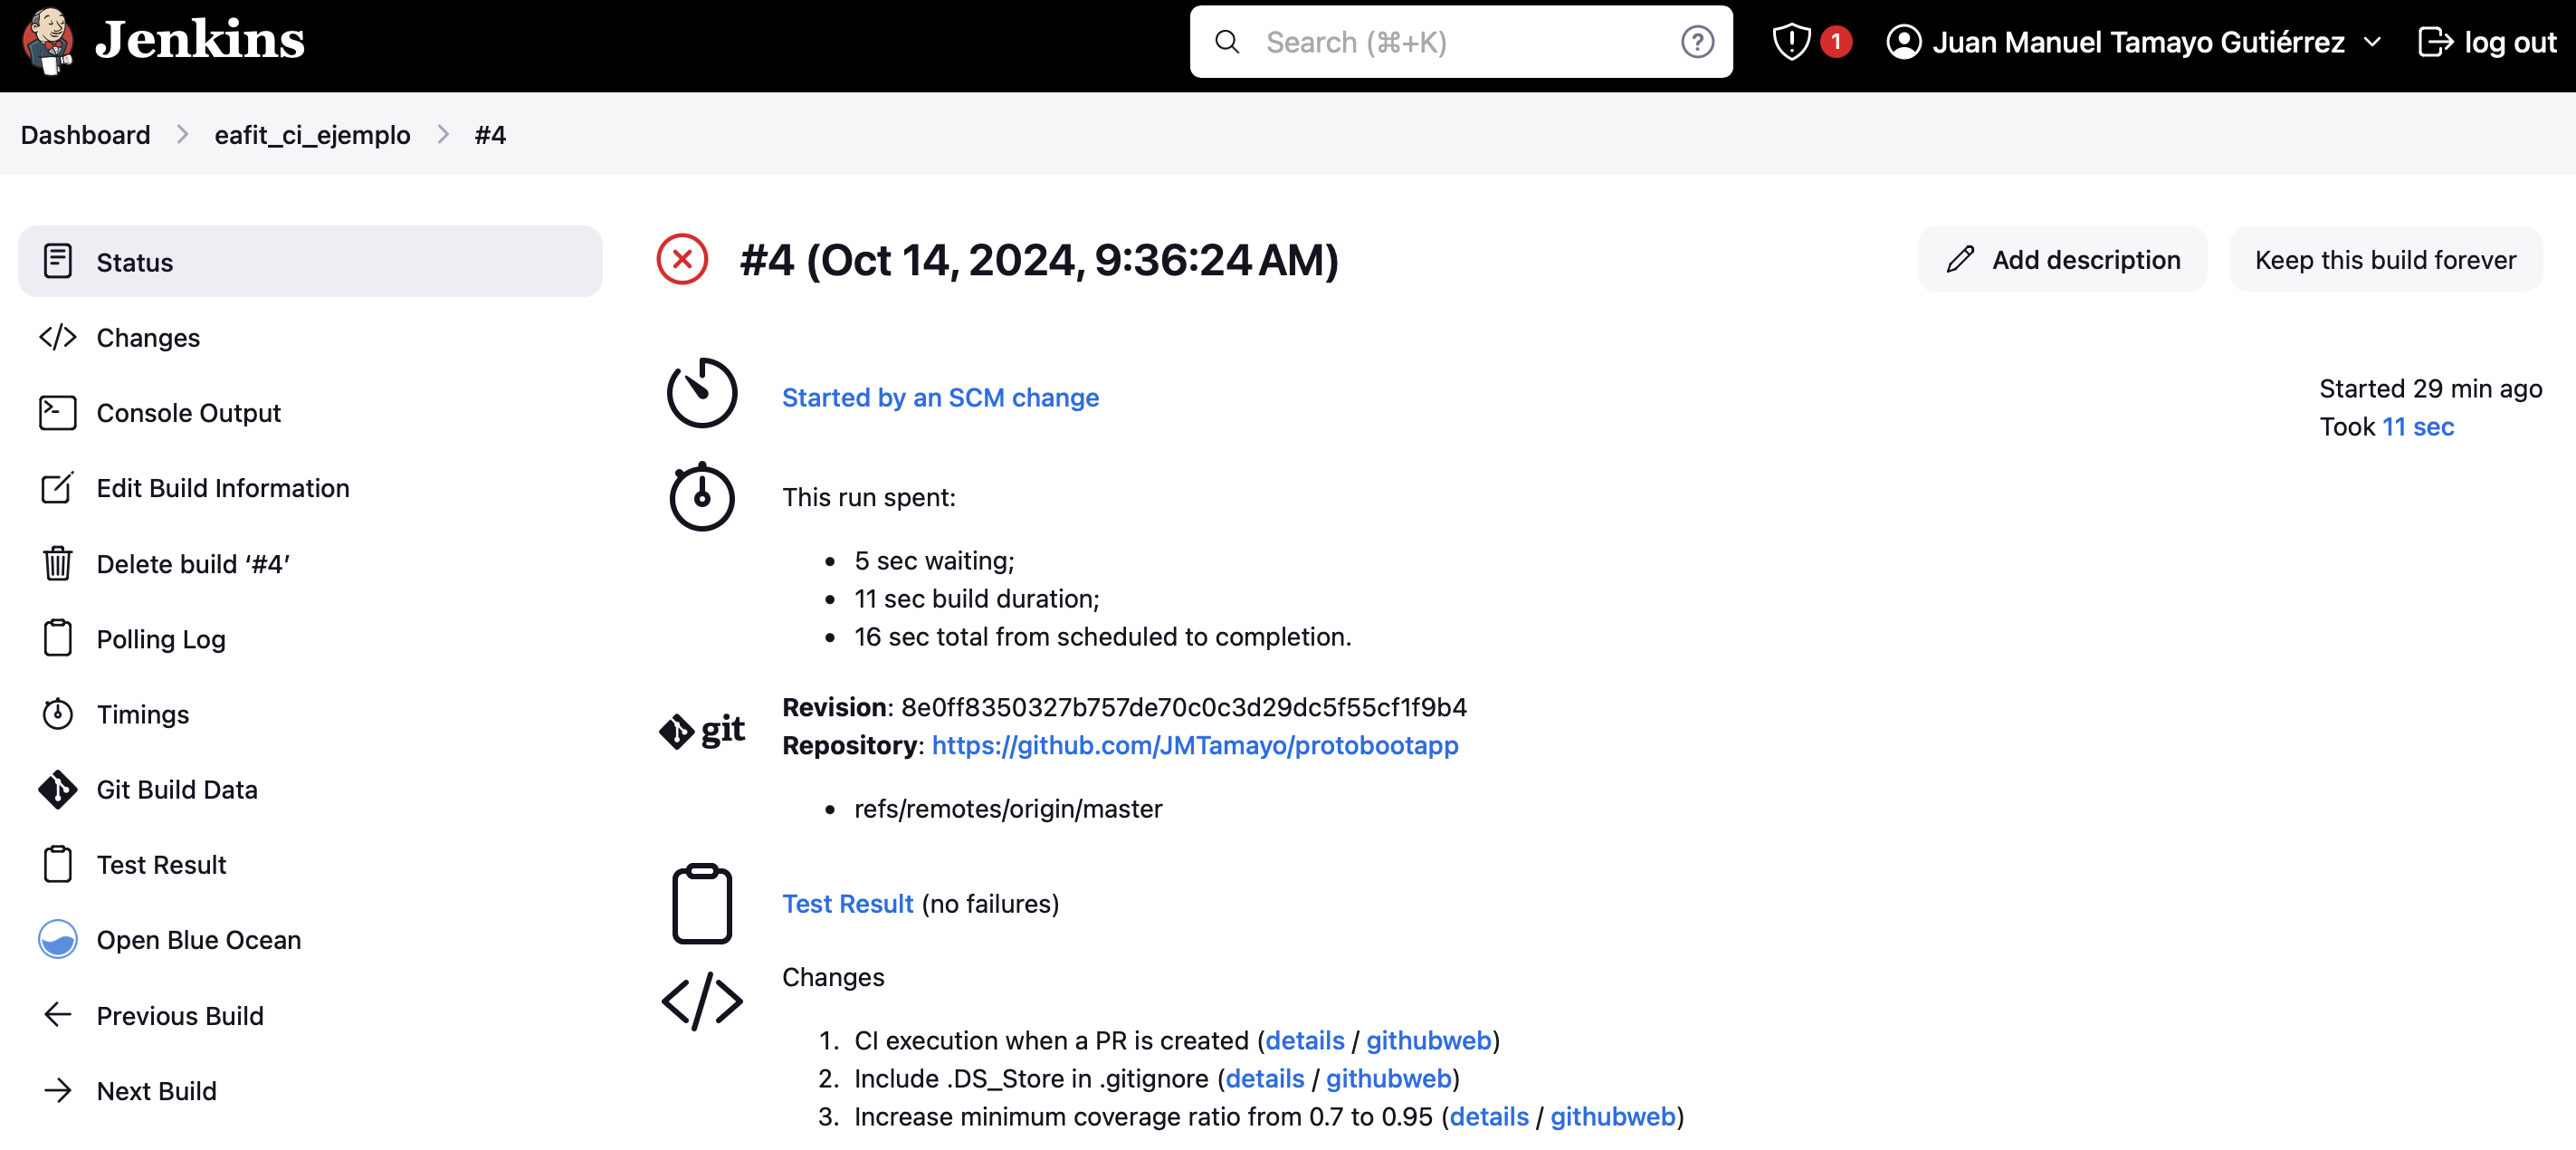 Jenkins
Search (⌘+K)
1
Juan Manuel Tamayo Gutiérrez
log out
Dashboard
eafit_ci_ejemplo
#4
Status
Changes
Console Output
Edit Build Information
Delete build ‘#4’
Polling Log
Timings
Git Build Data
Test Result
Open Blue Ocean
Previous Build
Next Build
#4 (Oct 14, 2024, 9:36:24 AM)
Add description
Keep this build forever
Started by an SCM change
Started 29 min ago
Took 11 sec
This run spent:
• 5 sec waiting;
• 11 sec build duration;
• 16 sec total from scheduled to completion.
git
Revision: 8e0ff8350327b757de70c0c3d29dc5f55cf1f9b4
Repository: https://github.com/JMTamayo/protobootapp
• refs/remotes/origin/master
Test Result (no failures)
Changes
1. CI execution when a PR is created (details / githubweb)
2. Include .DS_Store in .gitignore (details / githubweb)
3. Increase minimum coverage ratio from 0.7 to 0.95 (details / githubweb)